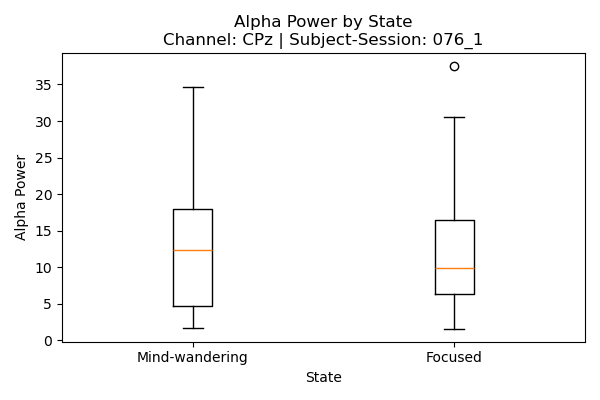 Alpha Power by State
Channel: CPz | Subject-Session: 076_1
Alpha Power
35
30
25
20
15
10
5
0
Mind-wandering
Focused
State